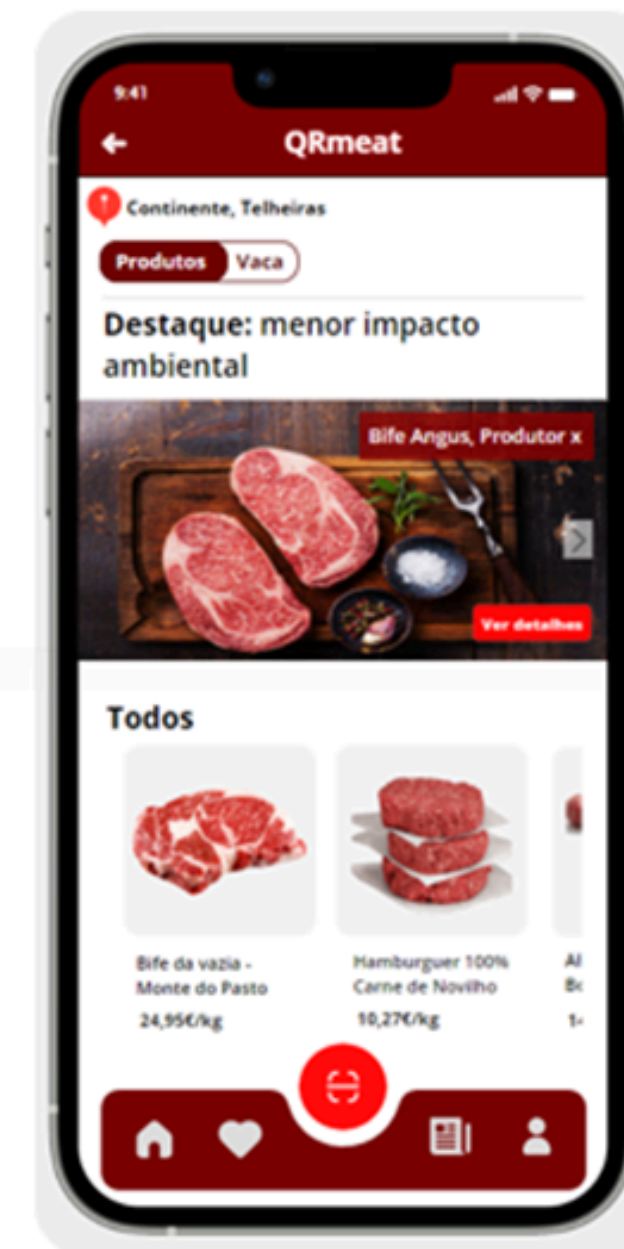 9:41
QRmeat
Continente, Telheiras
Produtos Vaca
Destaque: menor impacto
ambiental
Bife Angus, Produtor x
Ver detalhes
Todos
Bife da vazia -
Monte do Pasto
24,95€/kg
Hamburguer 100%
Carne de Novilho
10,27€/kg